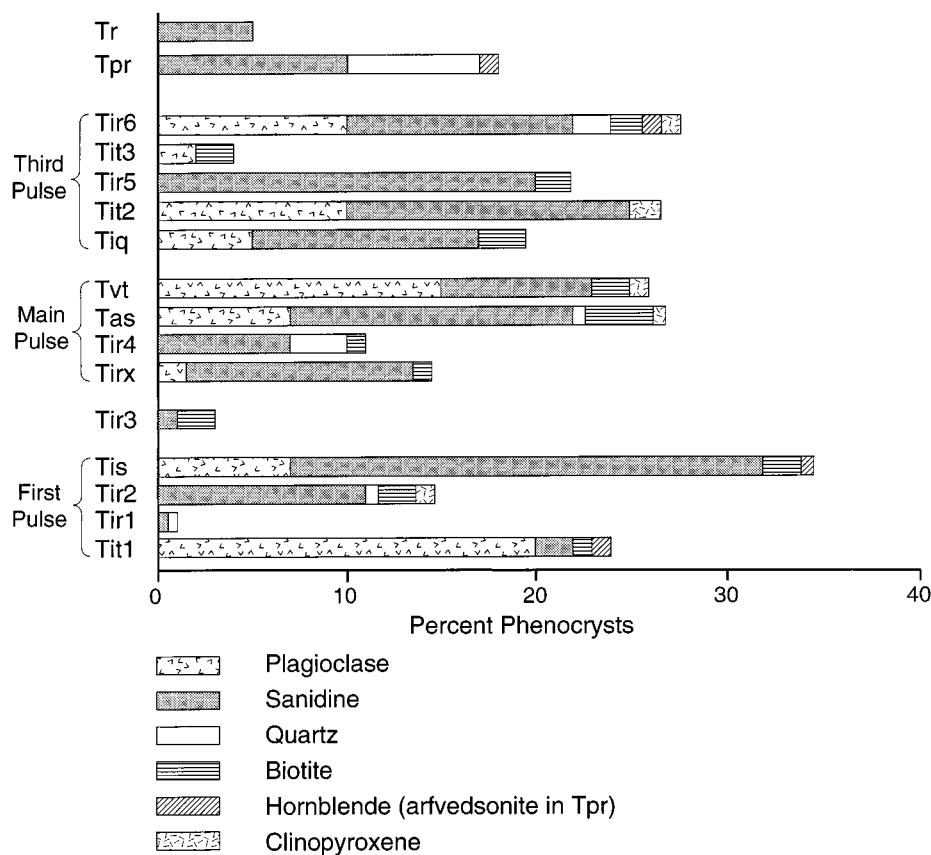 Tr
Tpr
Third Pulse
Tir6
Tit3
Tir5
Tit2
Tiq
Main Pulse
Tvt
Tas
Tir4
Tirx
Tir3
First Pulse
Tis
Tir2
Tir1
Tit1
0 10 20 30 40
Percent Phenocrysts
Plagioclase
Sanidine
Quartz
Biotite
Hornblende (arfvedsonite in Tpr)
Clinopyroxene